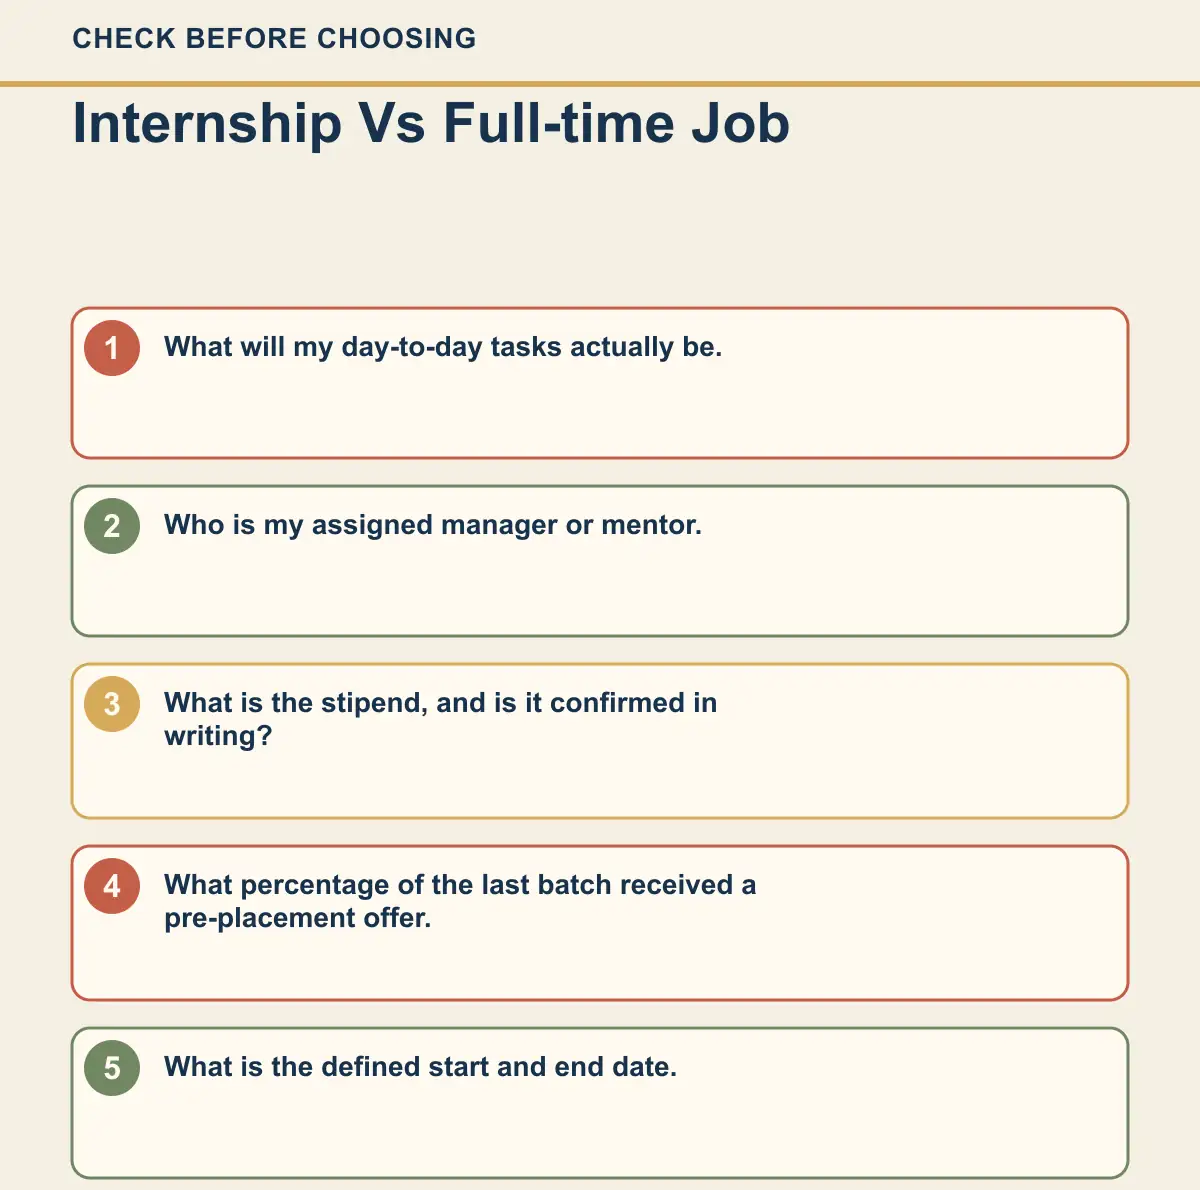 CHECK BEFORE CHOOSING
Internship Vs Full-time Job
1
What will my day-to-day tasks actually be.
2
Who is my assigned manager or mentor.
3
What is the stipend, and is it confirmed in
writing?
4
What percentage of the last batch received a
pre-placement offer.
5
What is the defined start and end date.